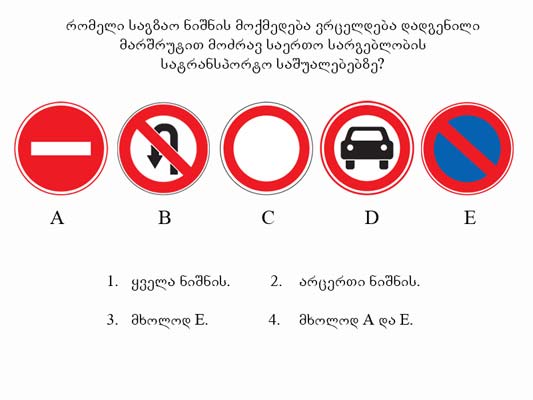 რომელი საგზაო ნიშნის მოქმედება ვრცელდება დადგენილი
მარშრუტით მოძრავ საერთო სარგებლობის
სატრანსპორტო საშუალებებზე?
A B C D E
1. ყველა ნიშნის. 2. არცერთი ნიშნის.
3. მხოლოდ E. 4. მხოლოდ A და E.